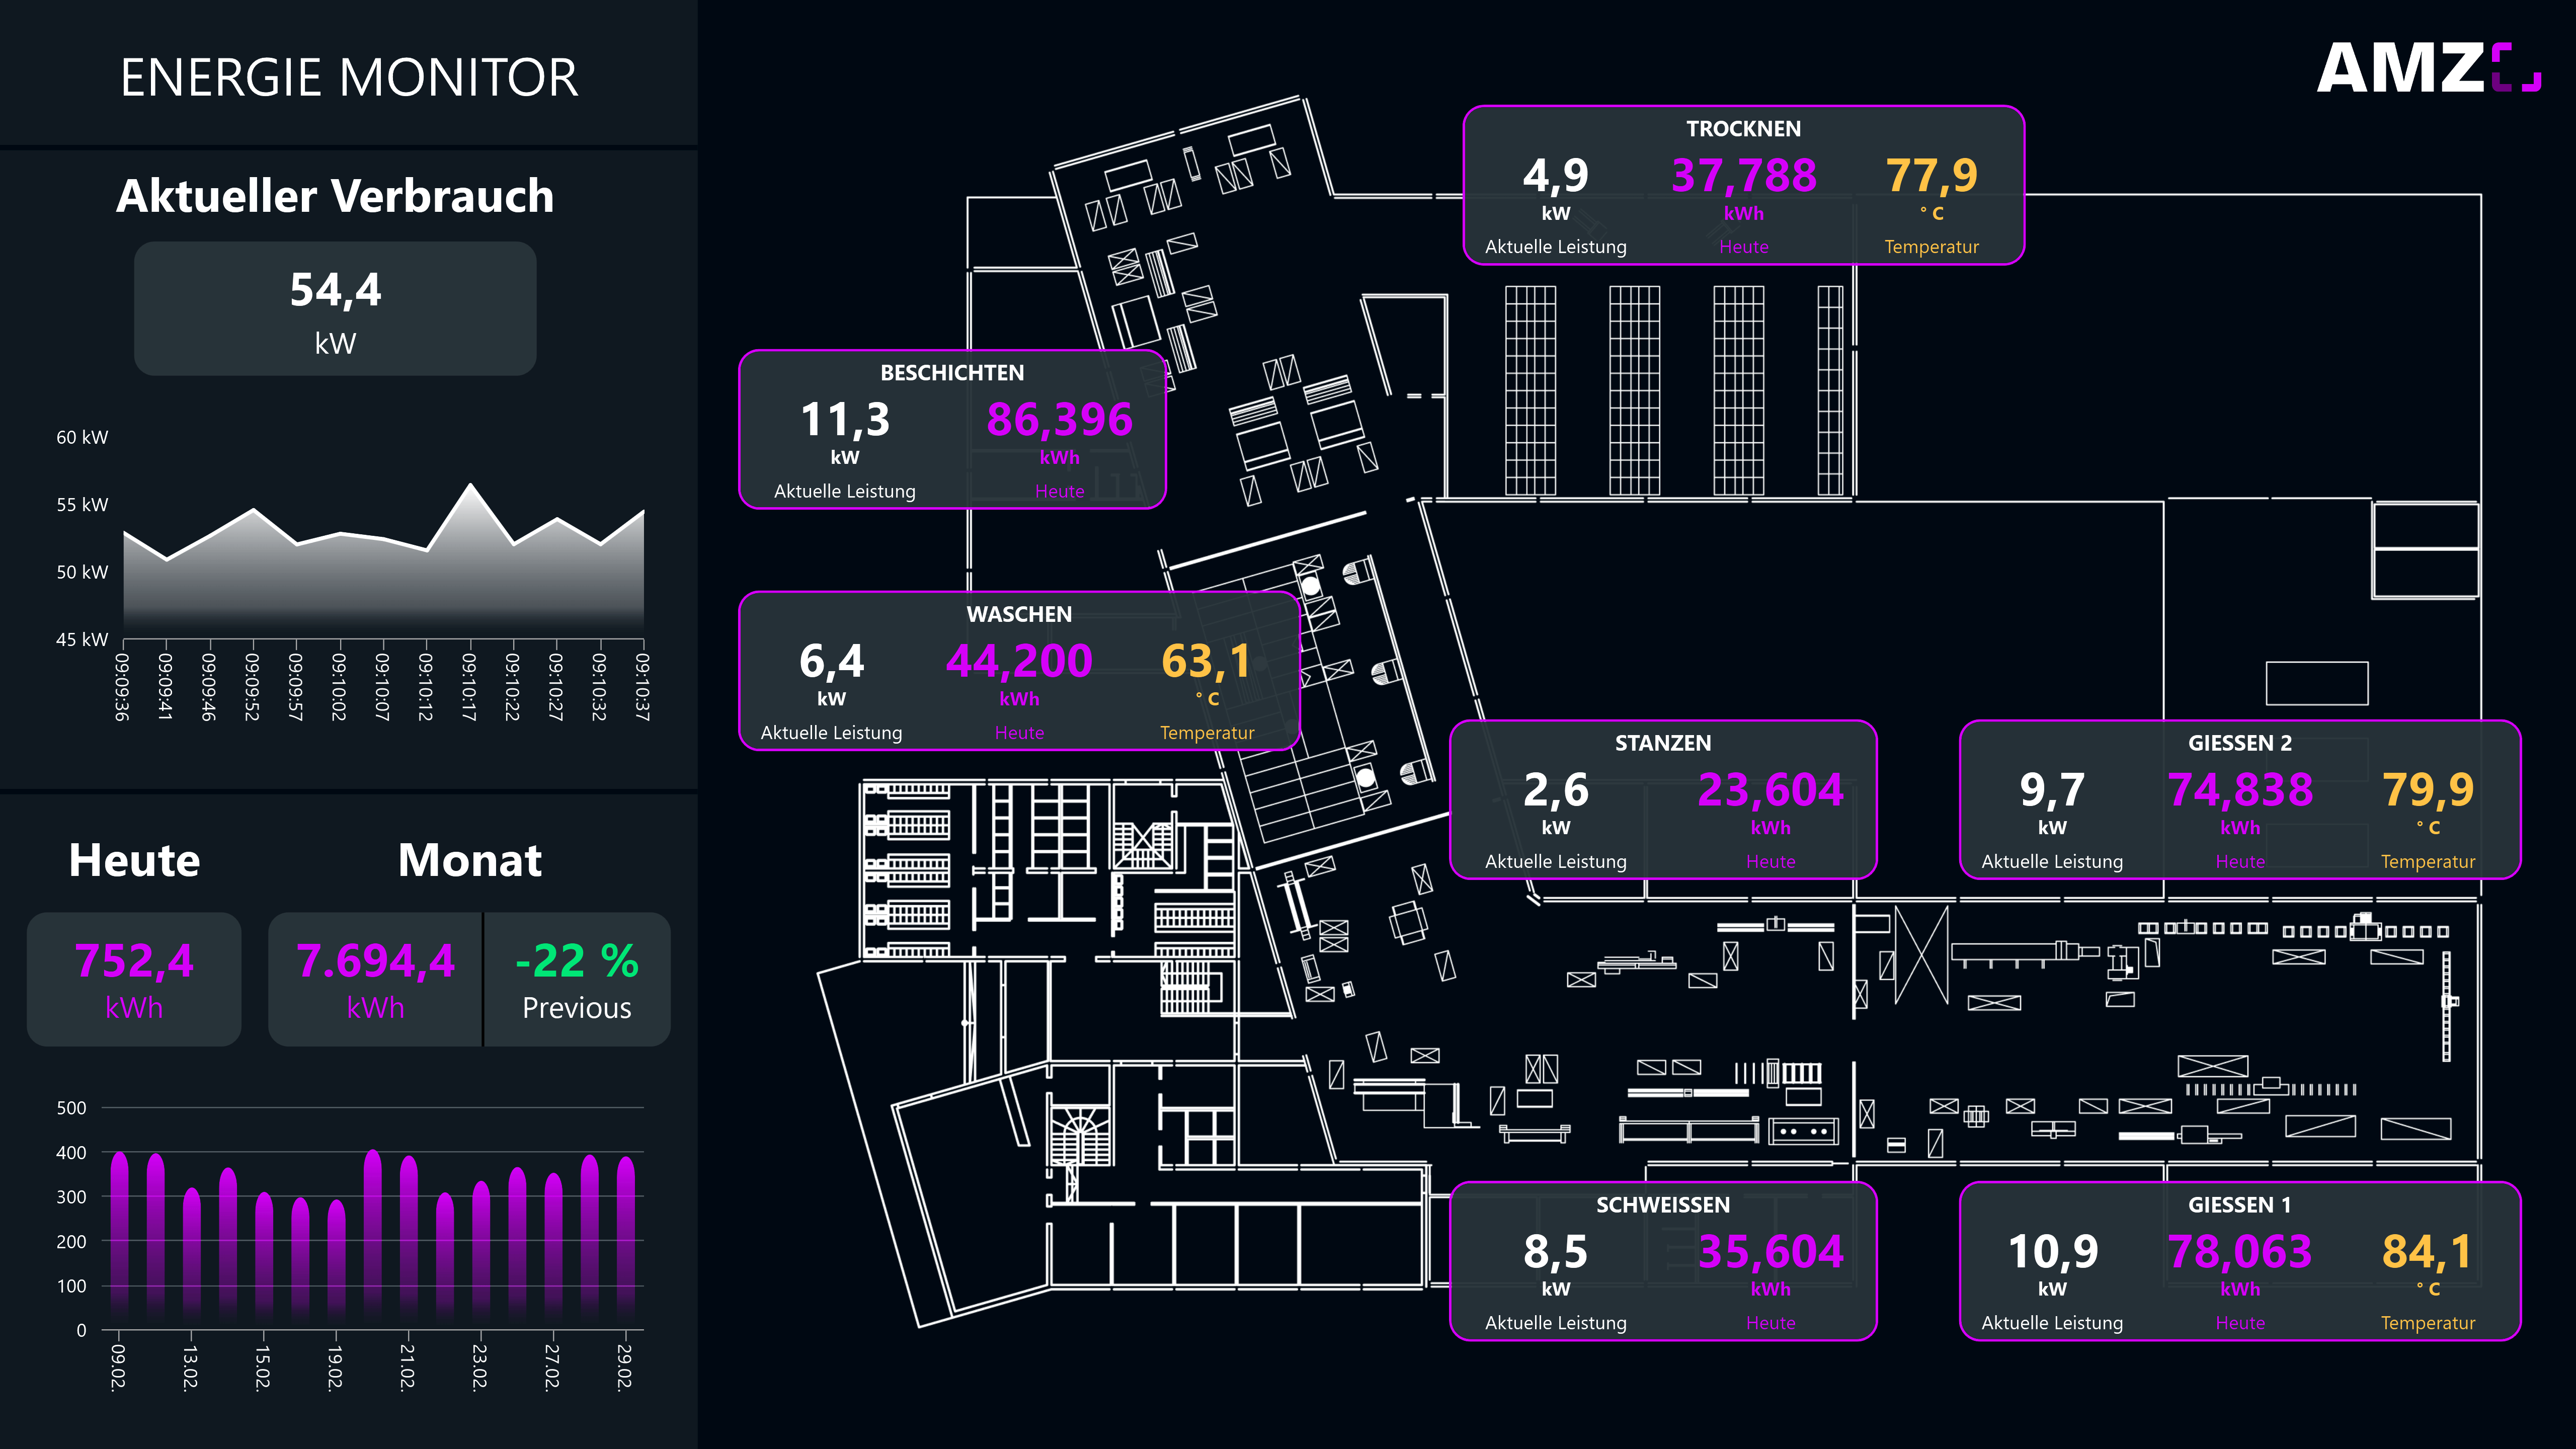 ENERGIE MONITOR
Aktueller Verbrauch
54,4
kW
60 kW
55 kW
50 kW
45 kW
09:09:36 09:09:41 09:09:46 09:09:52 09:09:57 09:10:02 09:10:07 09:10:12 09:10:17 09:10:22 09:10:27 09:10:32 09:10:37
Heute Monat
752,4 7.694,4 -22 %
kWh kWh Previous
500
400
300
200
100
0
09.02. 13.02. 15.02. 19.02. 21.02. 23.02. 27.02. 29.02.
AMZ
TROCKNEN
4,9 37,788 77,9
kW kWh ° C
Aktuelle Leistung Heute Temperatur
BESCHICHTEN
11,3 86,396
kW kWh
Aktuelle Leistung Heute
WASCHEN
6,4 44,200 63,1
kW kWh ° C
Aktuelle Leistung Heute Temperatur
STANZEN
2,6 23,604
kW kWh
Aktuelle Leistung Heute
GIESSEN 2
9,7 74,838 79,9
kW kWh ° C
Aktuelle Leistung Heute Temperatur
SCHWEISSEN
8,5 35,604
kW kWh
Aktuelle Leistung Heute
GIESSEN 1
10,9 78,063 84,1
kW kWh ° C
Aktuelle Leistung Heute Temperatur